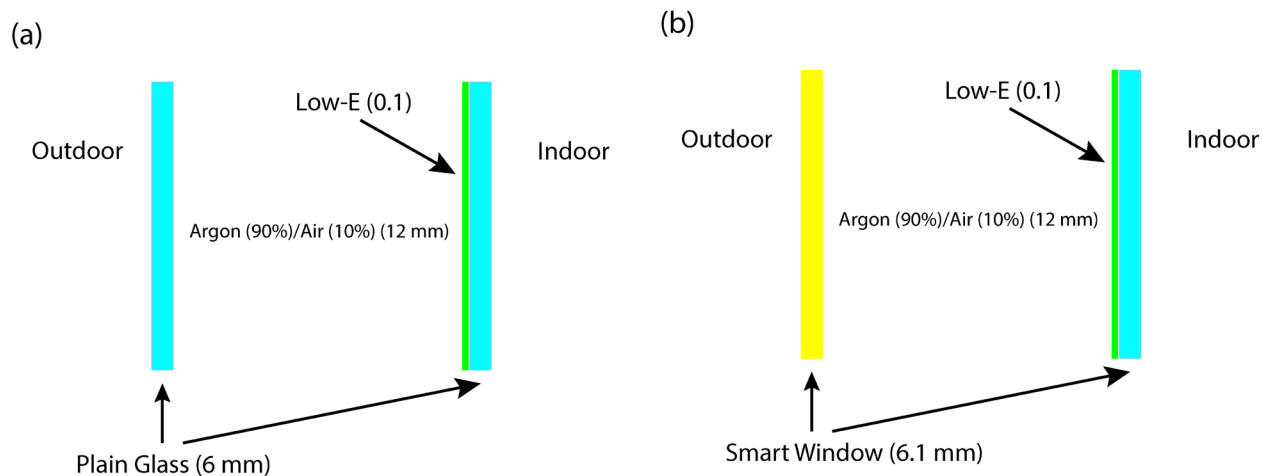 (a)
Low-E (0.1)
Outdoor
Indoor
Argon (90%)/Air (10%) (12 mm)
Plain Glass (6 mm)
(b)
Low-E (0.1)
Outdoor
Indoor
Argon (90%)/Air (10%) (12 mm)
Smart Window (6.1 mm)